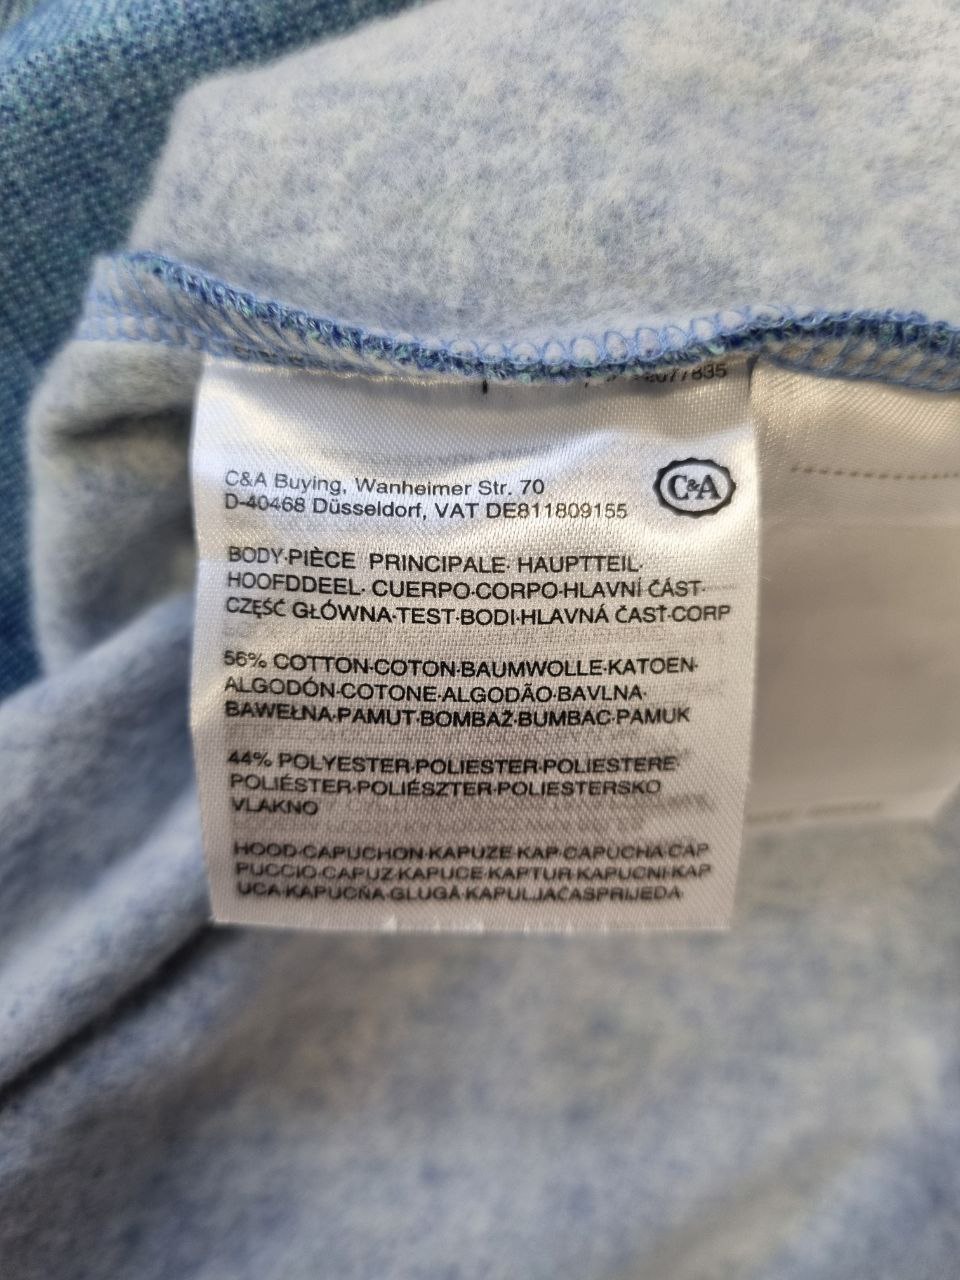 C&A Buying, Wanheimer Str. 70
D-40468 Düsseldorf, VAT DE811809155
C&A
BODY·PIÈCE PRINCIPALE· HAUPTTEIL·
HOOFDDEEL· CUERPO·CORPO·HLAVNÍ ČÁST·
CZĘŚĆ GŁÓWNA·TEST·BODI·HLAVNÁ ČASŤ·CORP
56% COTTON·COTON·BAUMWOLLE·KATOEN·
ALGODÓN·COTONE·ALGODÃO·BAVLNA·
BAWEŁNA·PAMUT·BOMBAŽ·BUMBAC·PAMUK
44% POLYESTER·POLIESTER·POLIESTERE·
POLIÉSTER·POLIÉSZTER·POLIESTERSKO
VLAKNO
HOOD·CAPUCHON·KAPUZE·KAP·CAPUCHA·CAP
PUCCIO·CAPUZ·KAPUCE·KAPTUR·KAPUCNI·KAP
UCA·KAPUCŇA·GLUGĂ·KAPULJAČASPRIJEDA·